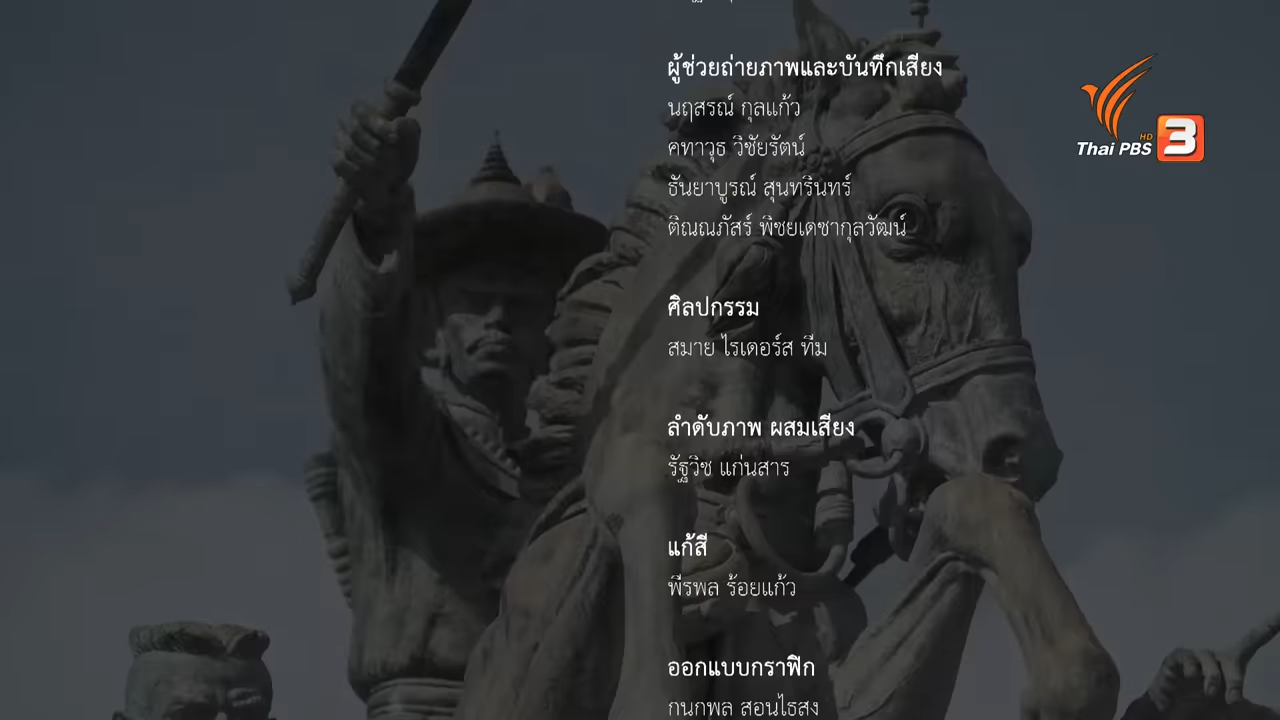 ผู้ช่วยถ่ายภาพและบันทึกเสียง
นฤสรณ์ กุลแก้ว
คทาวุธ วิชัยรัตน์
ธันยาบูรณ์ สุนทรินทร์
ติณณภัสร์ พิชยเดชากุลวัฒน์
ศิลปกรรม
สมาย ไรเดอร์ส ทีม
ลำดับภาพ ผสมเสียง
รัฐวิช แก่นสาร
แก้สี
พีรพล ร้อยแก้ว
ออกแบบกราฟิก
กนกพล สอนไธสง
HD
Thai PBS 3